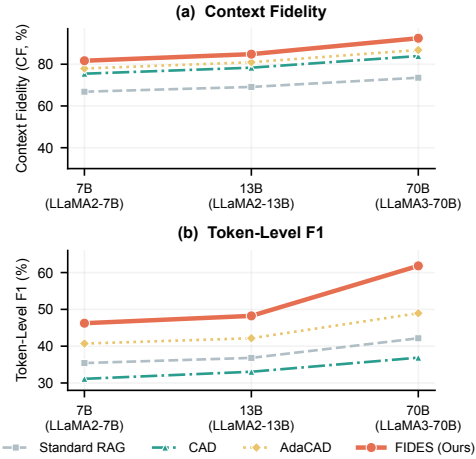 (a) Context Fidelity
Context Fidelity (CF, %)
80
60
40
7B
(LLaMA2-7B)
13B
(LLaMA2-13B)
70B
(LLaMA3-70B)
(b) Token-Level F1
Token-Level F1 (%)
60
50
40
30
7B
(LLaMA2-7B)
13B
(LLaMA2-13B)
70B
(LLaMA3-70B)
Standard RAG CAD AdaCAD FIDES (Ours)